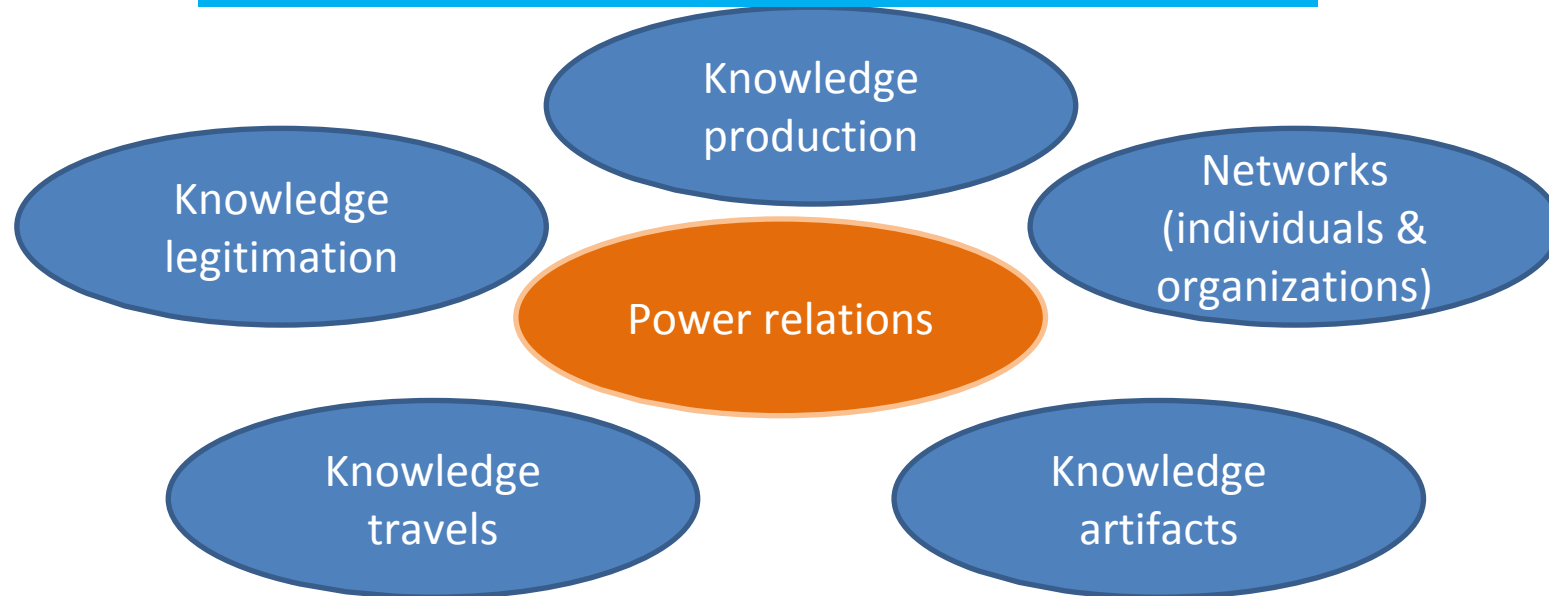 Knowledge
production
Knowledge
legitimation
Networks
(individuals &
organizations)
Power relations
Knowledge
travels
Knowledge
artifacts